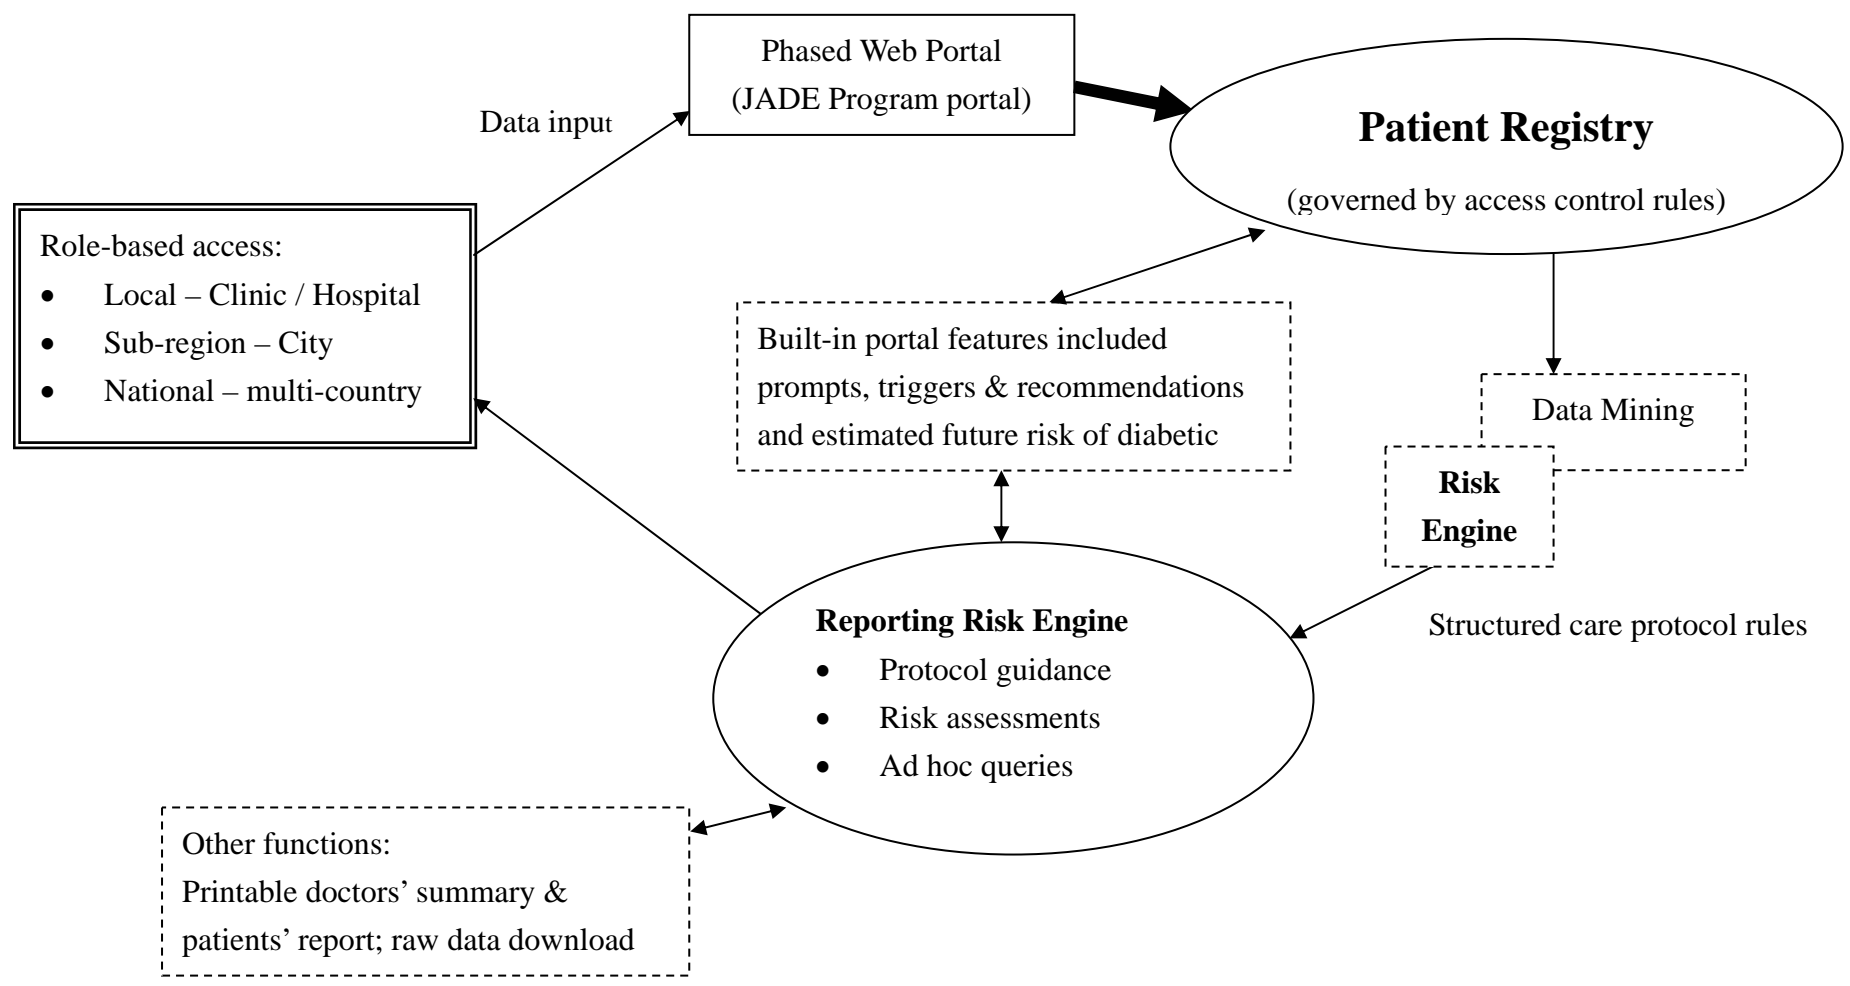 Phased Web Portal
(JADE Program portal)
Data input
Patient Registry
(governed by access control rules)
Role-based access:
• Local – Clinic / Hospital
• Sub-region – City
• National – multi-country
Built-in portal features included
prompts, triggers & recommendations
and estimated future risk of diabetic
Data Mining
Risk
Engine
Structured care protocol rules
Reporting Risk Engine
• Protocol guidance
• Risk assessments
• Ad hoc queries
Other functions:
Printable doctors’ summary &
patients’ report; raw data download